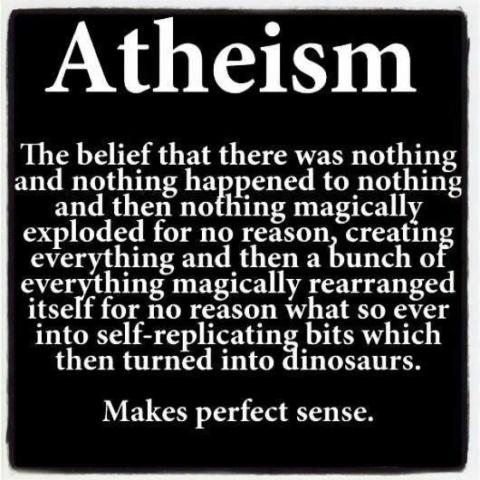 Atheism
The belief that there was nothing
and nothing happened to nothing
and then nothing magically
exploded for no reason, creating
everything and then a bunch of
everything magically rearranged
itself for no reason what so ever
into self-replicating bits which
then turned into dinosaurs.
Makes perfect sense.